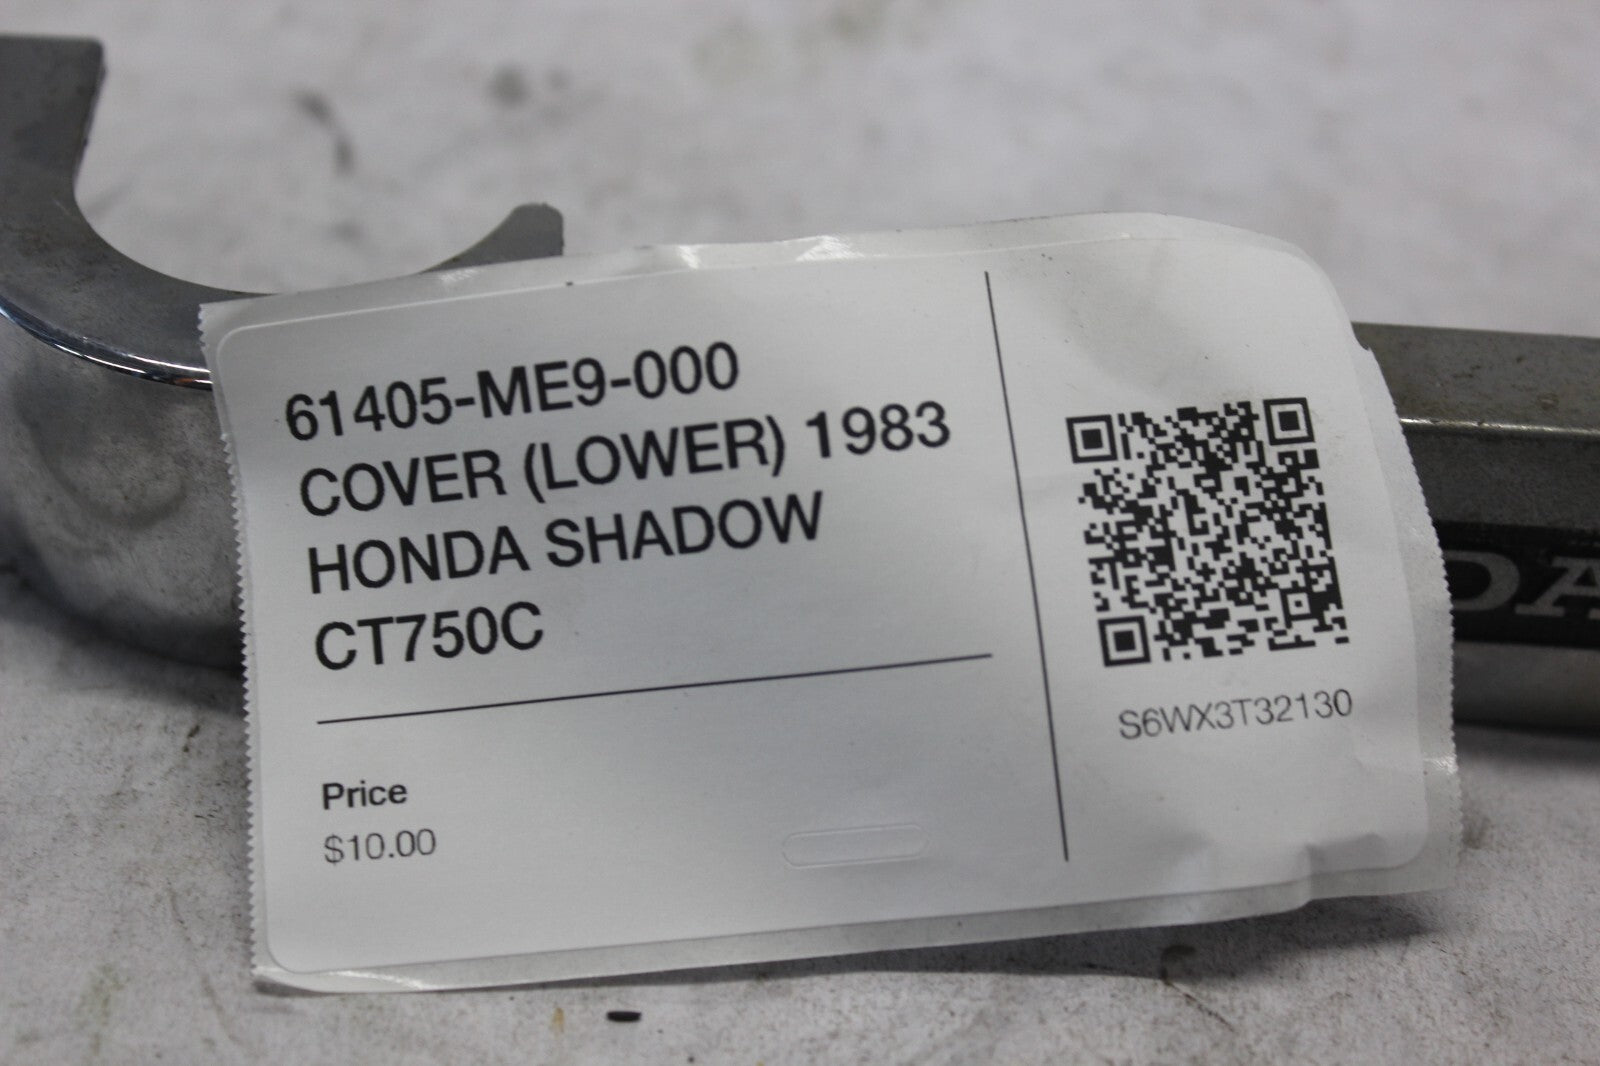 61405-ME9-000
COVER (LOWER) 1983
HONDA SHADOW
CT750C
Price
$10.00
S6WX3T32130